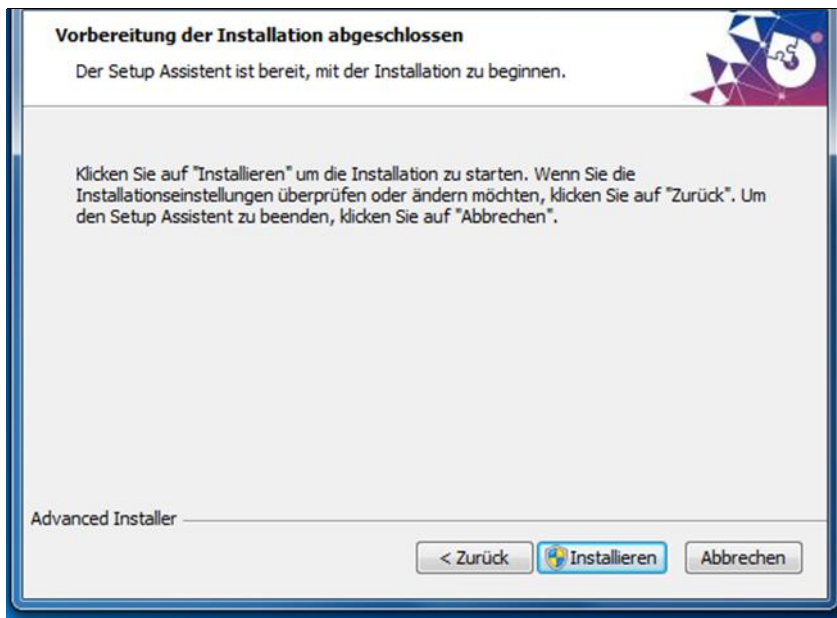 Vorbereitung der Installation abgeschlossen
Der Setup Assistent ist bereit, mit der Installation zu beginnen.
Klicken Sie auf "Installieren" um die Installation zu starten. Wenn Sie die
Installationseinstellungen überprüfen oder ändern möchten, klicken Sie auf "Zurück". Um
den Setup Assistent zu beenden, klicken Sie auf "Abbrechen".
Advanced Installer
< Zurück Installieren Abbrechen